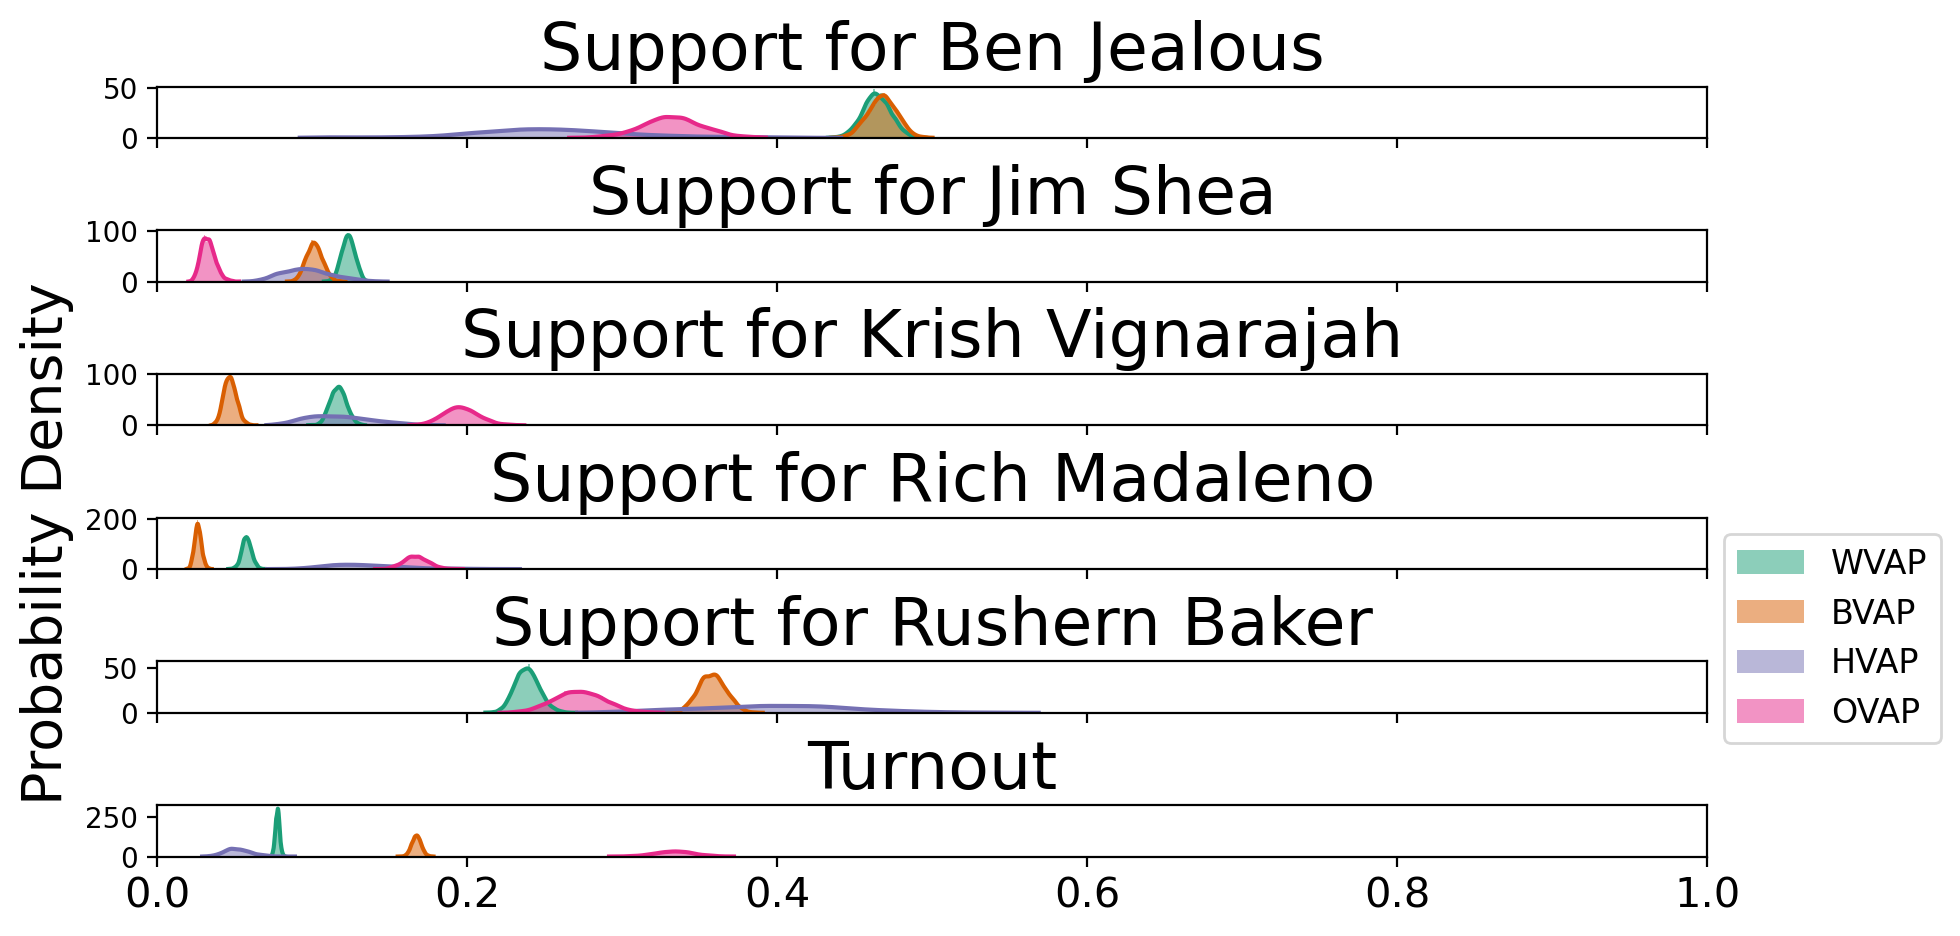 Support for Ben Jealous
50
0
Support for Jim Shea
100
0
Support for Krish Vignarajah
100
0
Support for Rich Madaleno
200
0
Support for Rushern Baker
50
0
Turnout
250
0
0.0 0.2 0.4 0.6 0.8 1.0
Probability Density
WVAP
BVAP
HVAP
OVAP